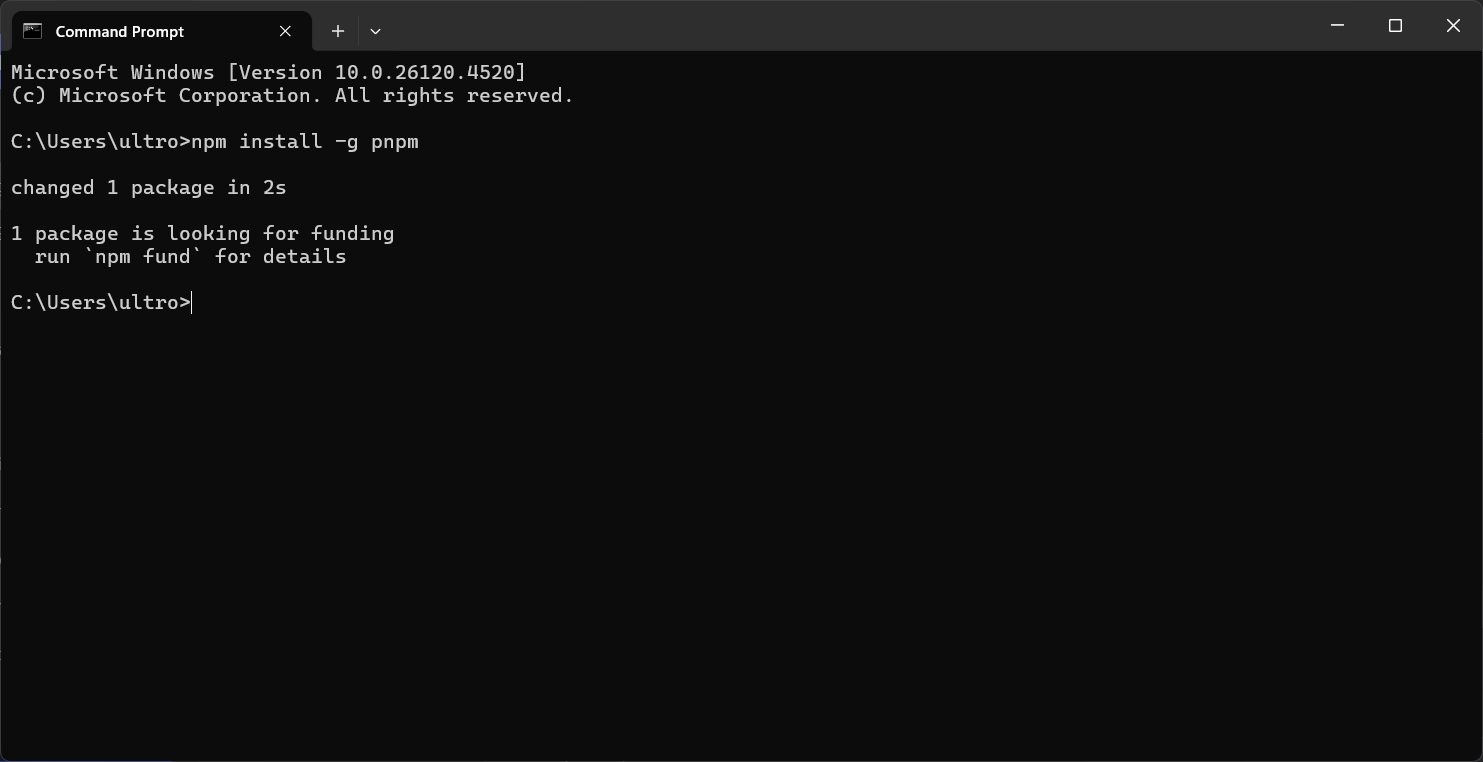 Command Prompt
Microsoft Windows [Version 10.0.26120.4520]
(c) Microsoft Corporation. All rights reserved.
C:\Users\ultro>npm install -g pnpm
changed 1 package in 2s
1 package is looking for funding
  run `npm fund` for details
C:\Users\ultro>